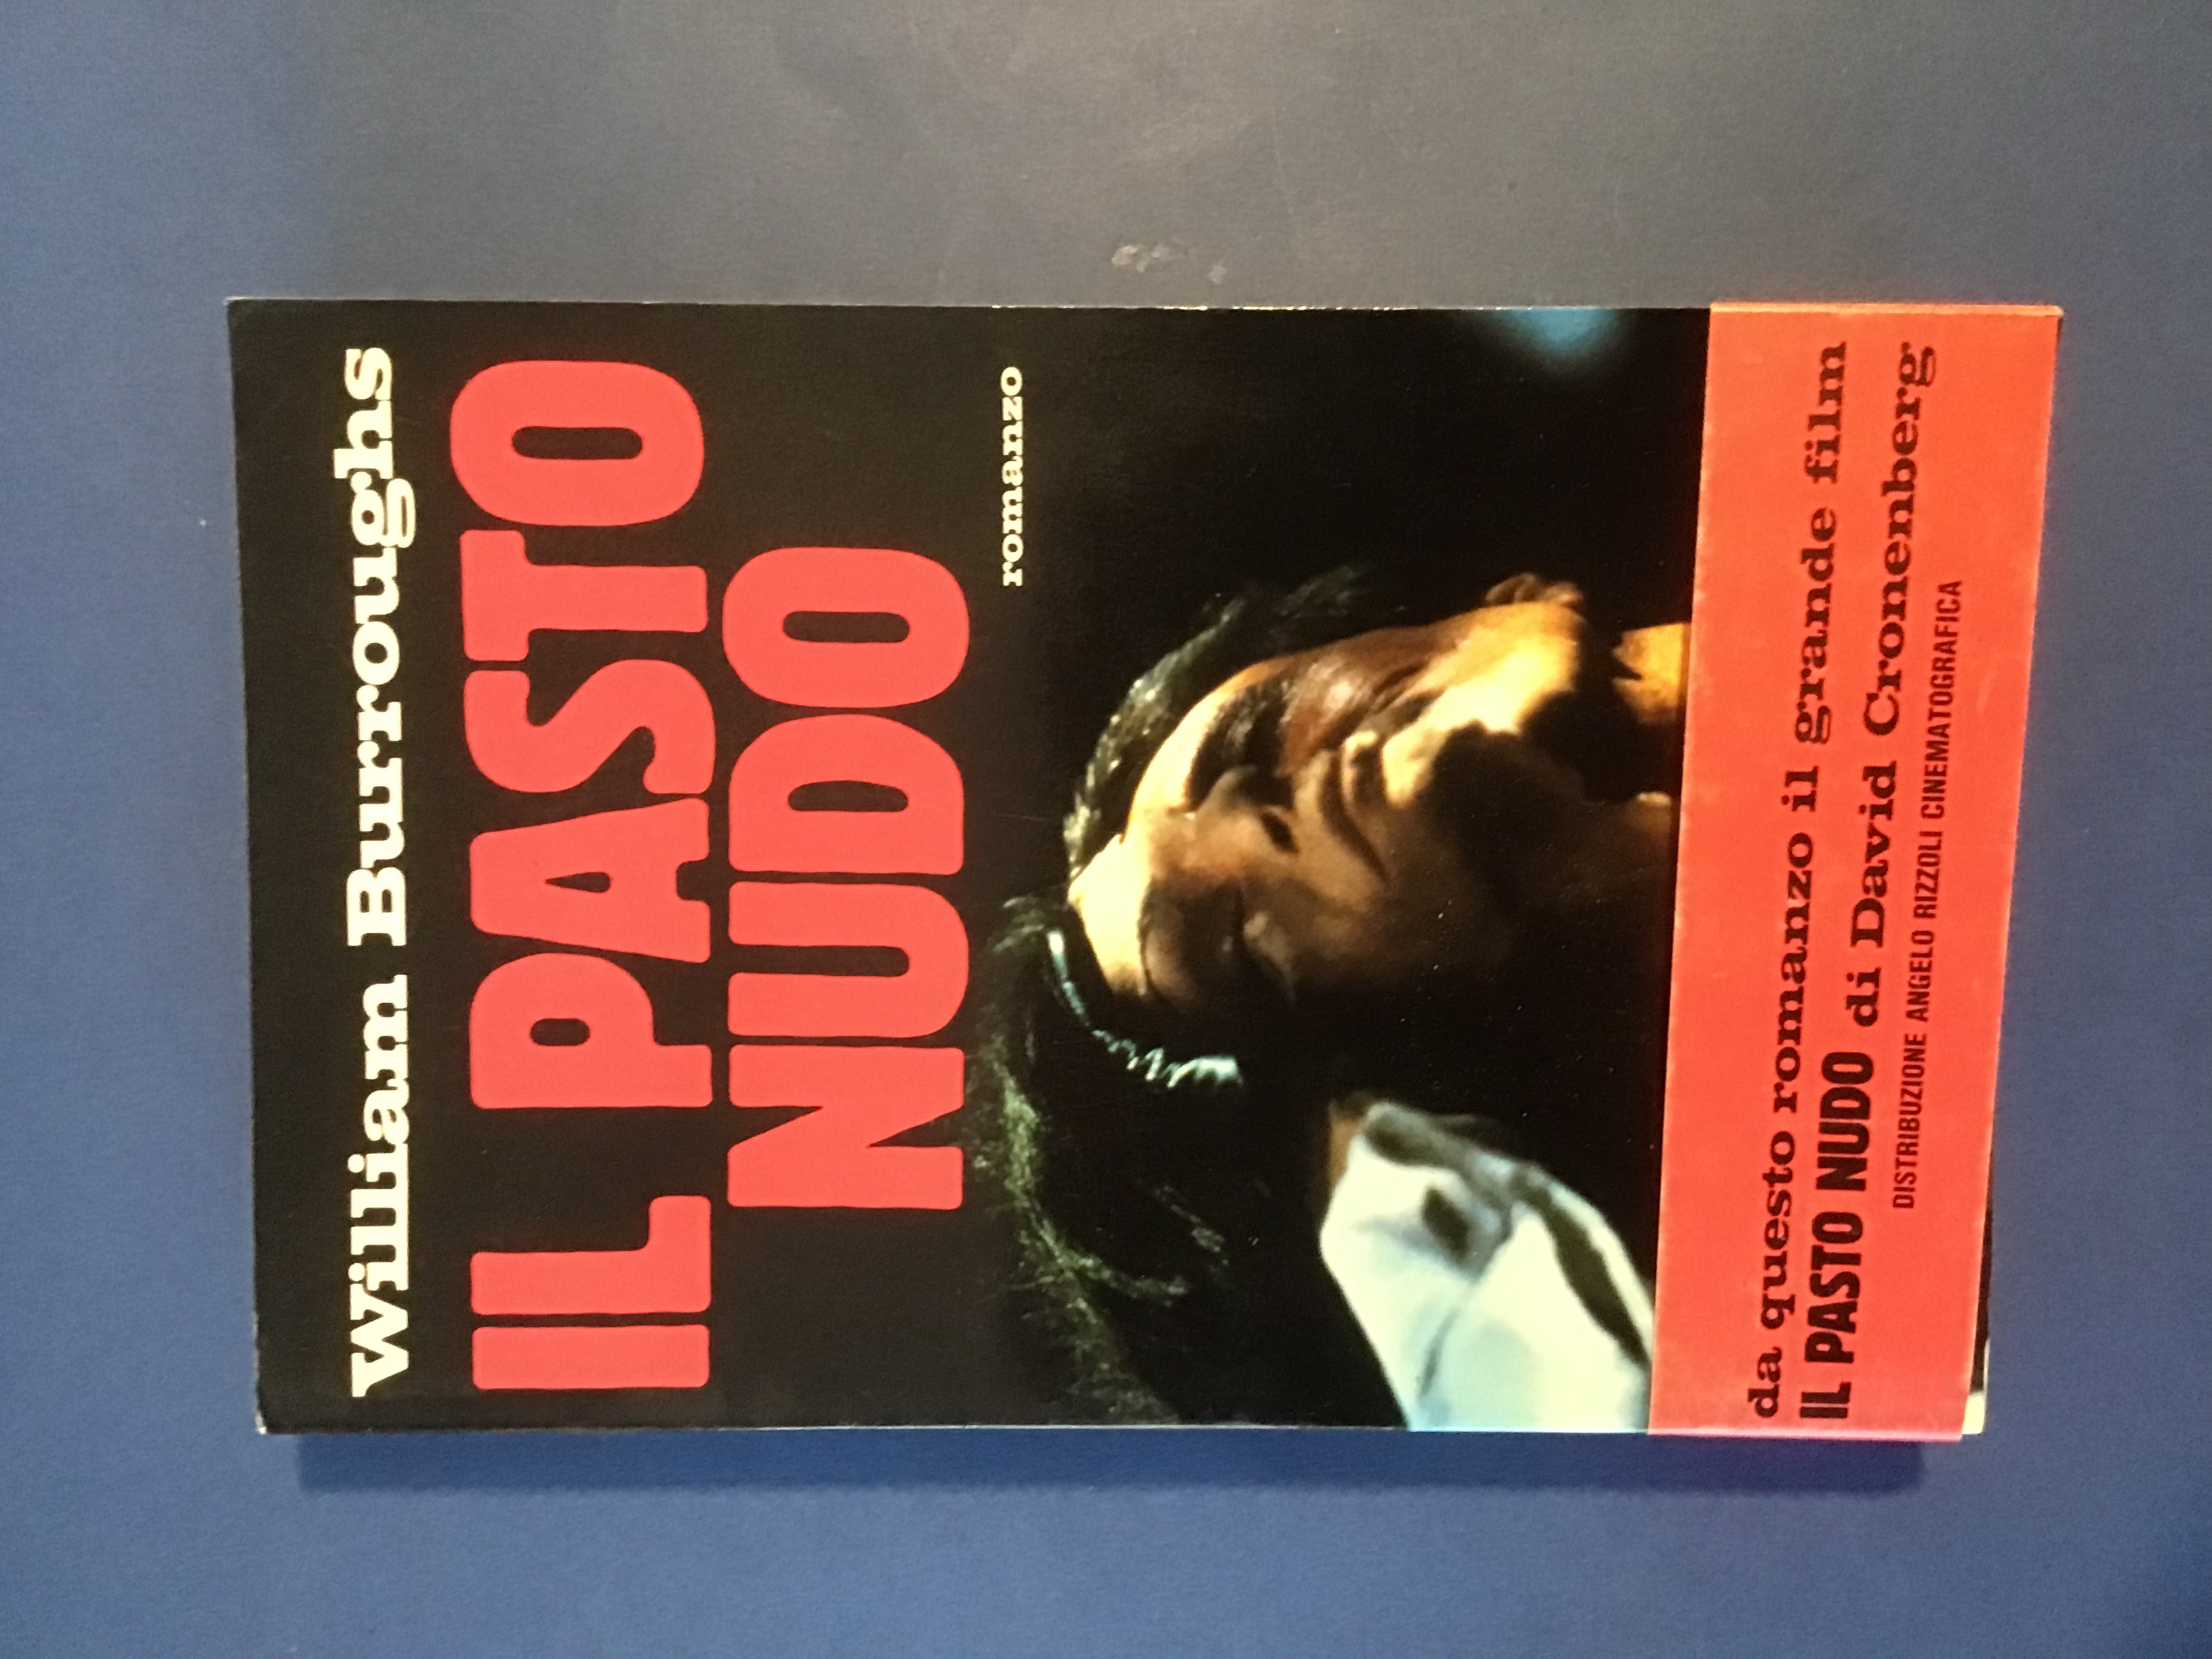 William Burroughs
IL PASTO
NUDO
romanzo
da questo romanzo il grande film
IL PASTO NUDO di David Cronenberg
DISTRIBUZIONE ANGELO RIZZOLI CINEMATOGRAFICA